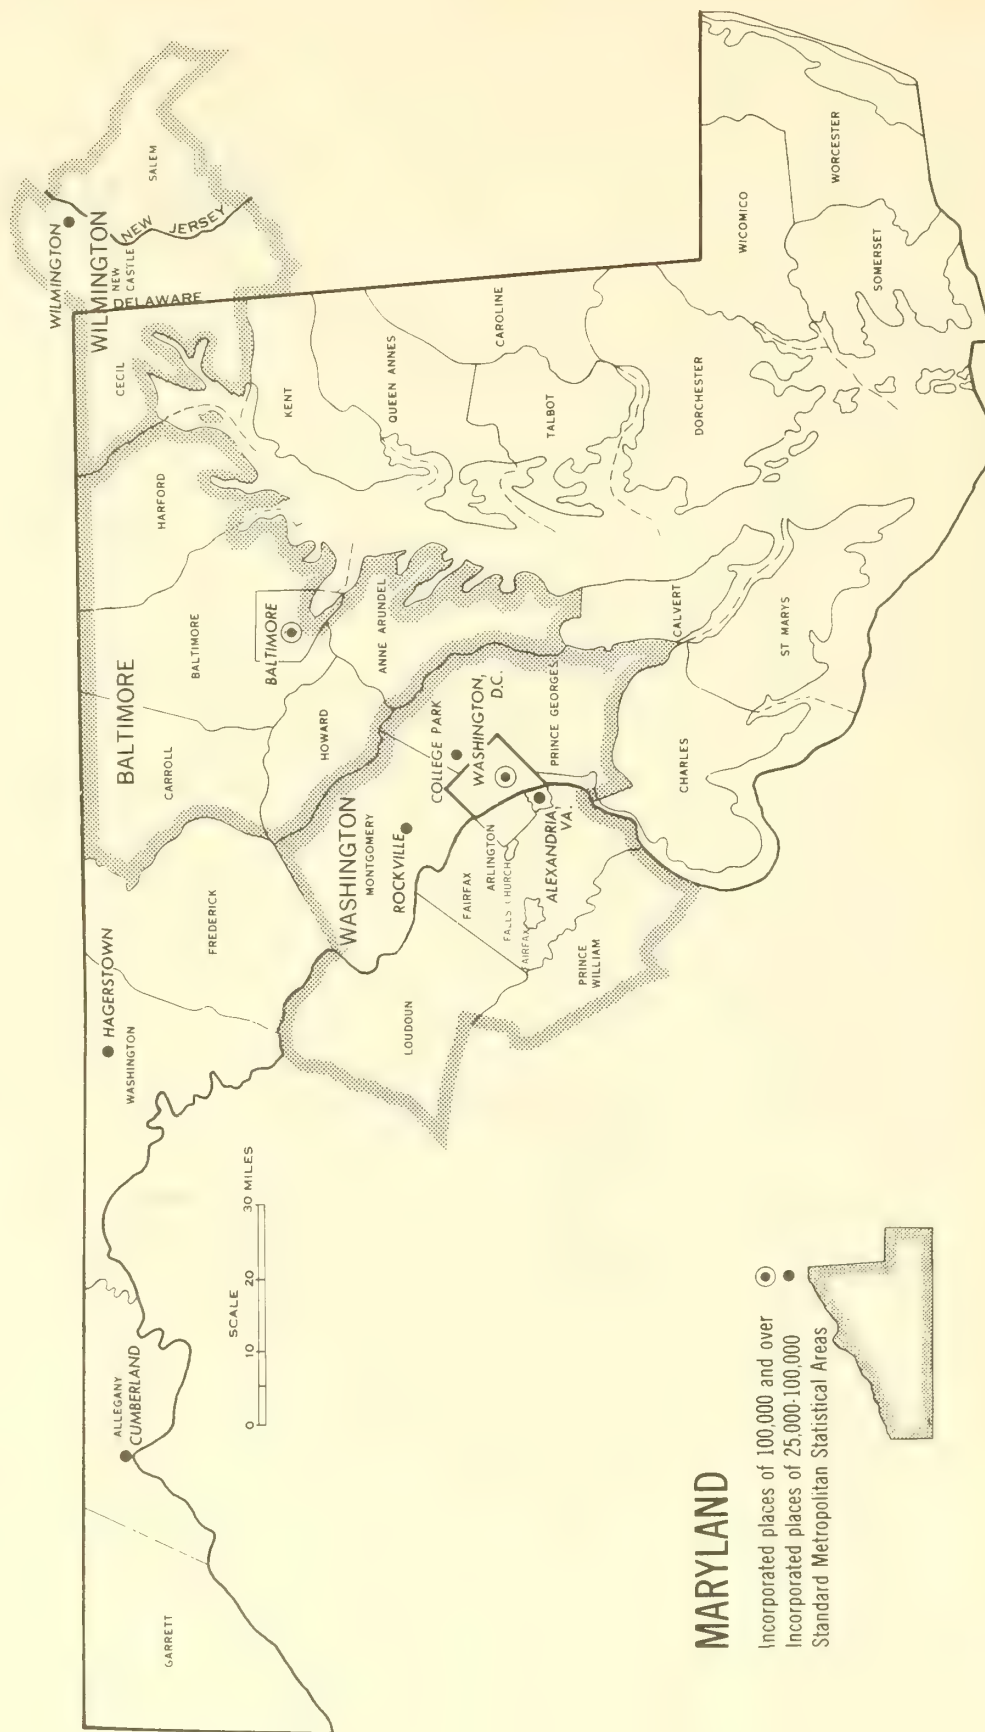 MARYLAND
Incorporated places of 100,000 and over
Incorporated places of 25,000-100,000
Standard Metropolitan Statistical Areas
SCALE
0 10 20 30 MILES
GARRETT
ALLEGANY
CUMBERLAND
WASHINGTON
HAGERSTOWN
FREDERICK
CARROLL
BALTIMORE
BALTIMORE
BALTIMORE
HARFORD
CECIL
WILMINGTON
WILMINGTON
NEW
CASTLE
DELAWARE
NEW JERSEY
SALEM
HOWARD
ANNE ARUNDEL
KENT
QUEEN ANNES
CAROLINE
TALBOT
WASHINGTON
MONTGOMERY
ROCKVILLE
COLLEGE PARK
WASHINGTON,
D.C.
PRINCE GEORGES
LOUDOUN
FAIRFAX
ARLINGTON
FALLS CHURCH
FAIRFAX
ALEXANDRIA,
VA.
PRINCE
WILLIAM
CHARLES
CALVERT
ST MARYS
DORCHESTER
WICOMICO
WORCESTER
SOMERSET